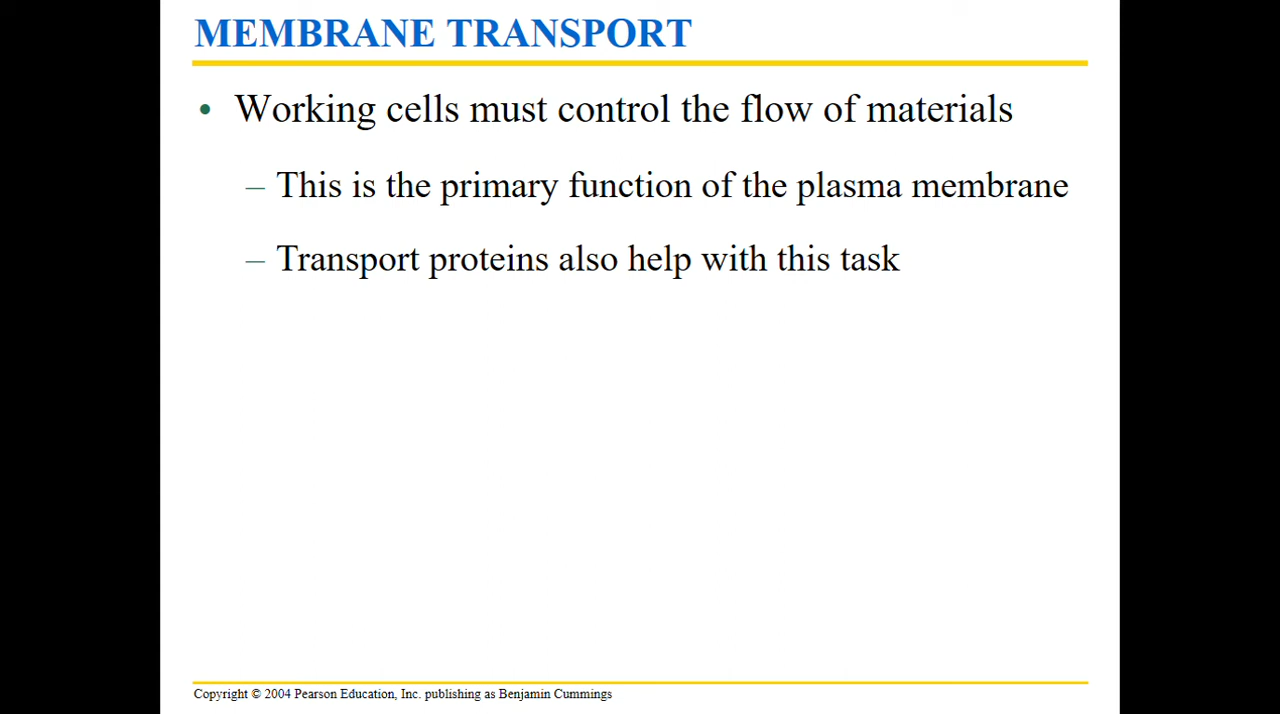 MEMBRANE TRANSPORT
• Working cells must control the flow of materials
– This is the primary function of the plasma membrane
– Transport proteins also help with this task
Copyright © 2004 Pearson Education, Inc. publishing as Benjamin Cummings